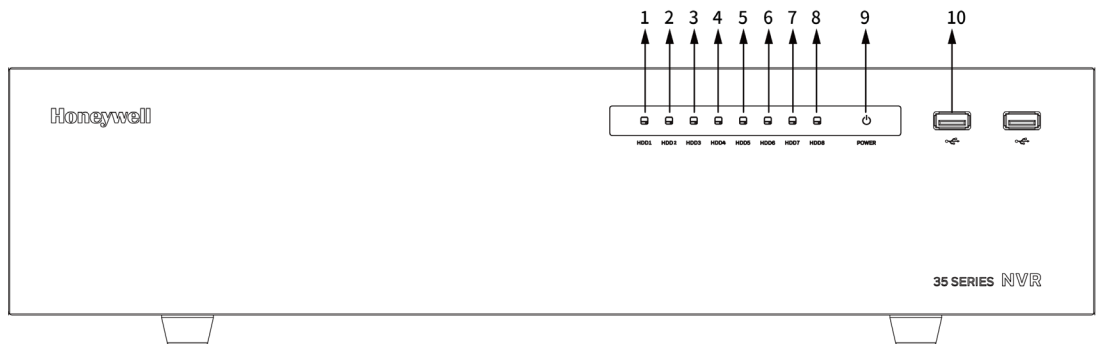 1 2 3 4 5 6 7 8 9 10
Honeywell
HDD1 HDD2 HDD3 HDD4 HDD5 HDD6 HDD7 HDD8 POWER
35 SERIES NVR